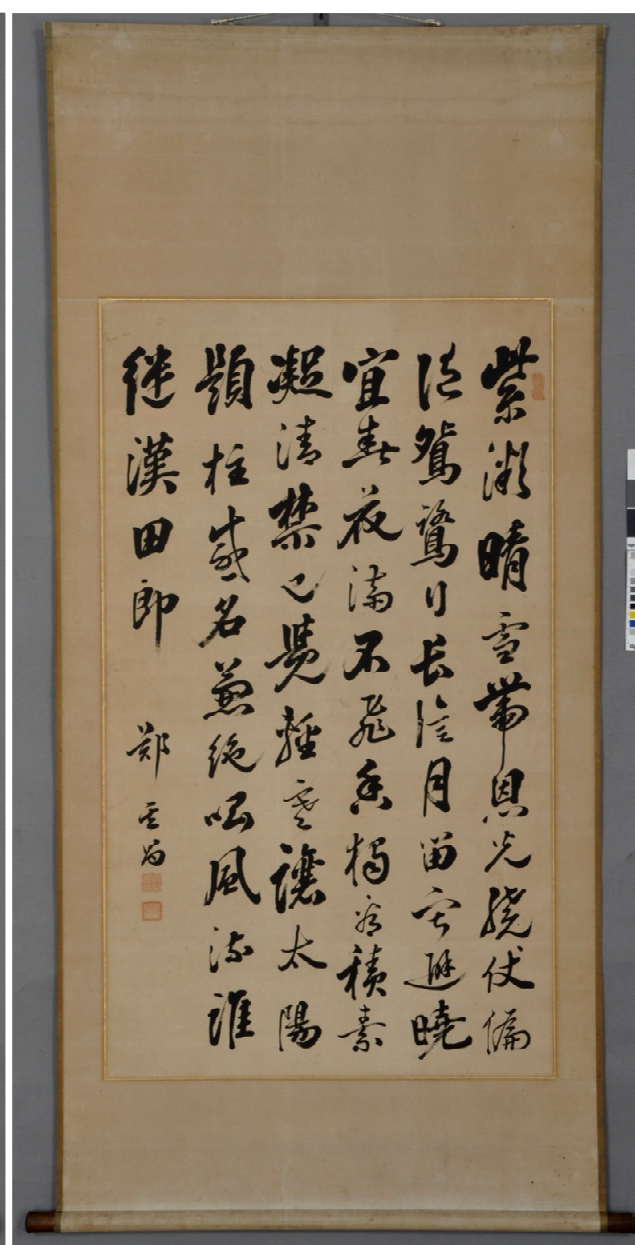 紫微晴雪帶恩光繞仗偏
隨鴛鷺行長信月留寧避曉
宜春花滿不飛香獨看積素
凝清禁已覺輕寒讓太陽
題柱盛名兼絕唱風流誰
繼漢田郎
鄭